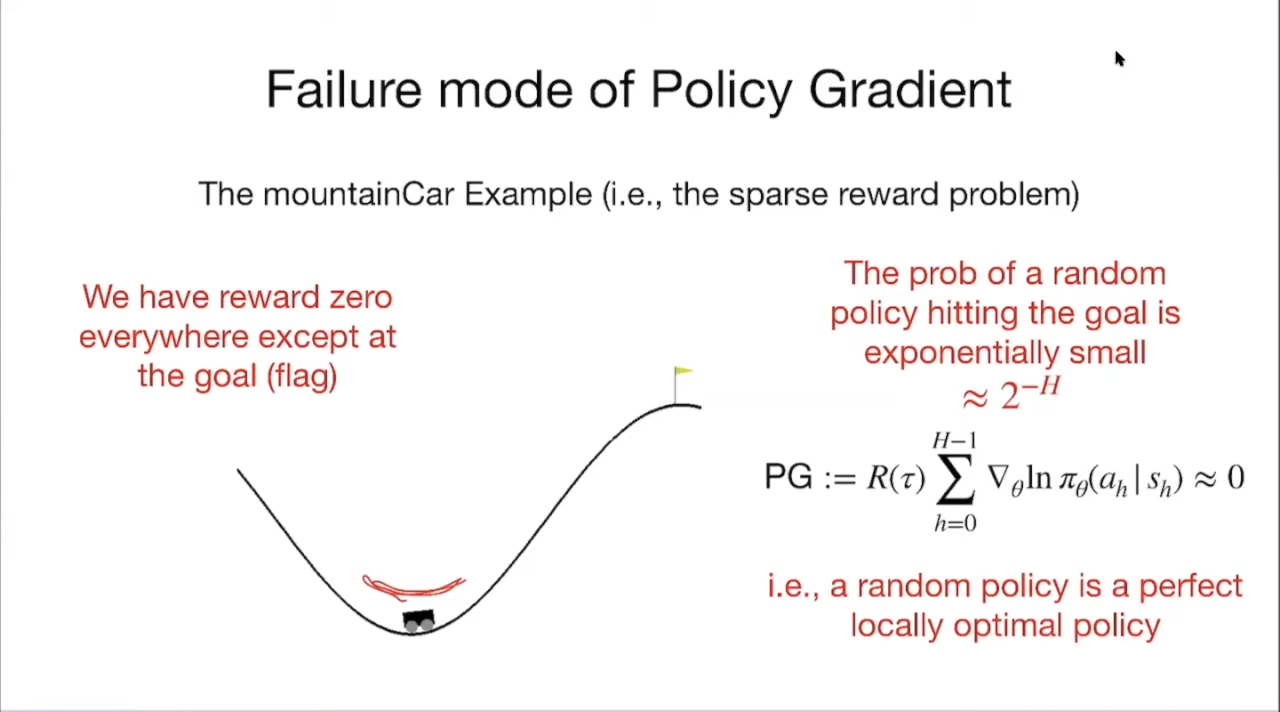 Failure mode of Policy Gradient
The mountainCar Example (i.e., the sparse reward problem)
We have reward zero
everywhere except at
the goal (flag)
The prob of a random
policy hitting the goal is
exponentially small
≈ 2^{−H}
PG := R(τ) ∑_{h=0}^{H−1} ∇_θ ln π_θ(a_h | s_h) ≈ 0
i.e., a random policy is a perfect
locally optimal policy